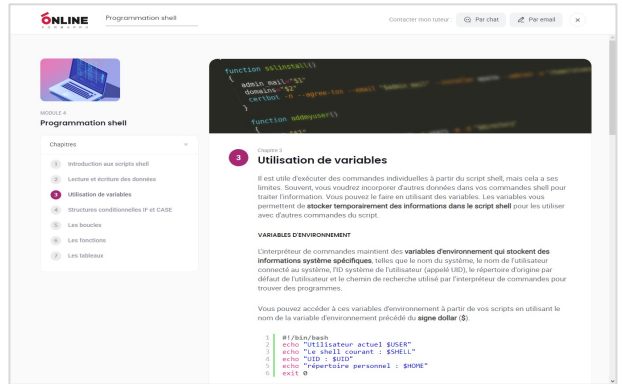 ONLINE
FORMAPRO
Programmation shell
Contacter mon tuteur :
Par chat
Par email
function sslinstall()
{
admin_mail="$1"
domains="$2"
certbot -n --agree-tos --email "$admin_mail" --installer
function addmyuser()
{
MODULE 4
Programmation shell
Chapitres
1 Introduction aux scripts shell
2 Lecture et écriture des données
3 Utilisation de variables
4 Structures conditionnelles IF et CASE
5 Les boucles
6 Les fonctions
7 Les tableaux
3
Chapitre 3
Utilisation de variables
Il est utile d'exécuter des commandes individuelles à partir du script shell, mais cela a ses
limites. Souvent, vous voudrez incorporer d'autres données dans vos commandes shell pour
traiter l'information. Vous pouvez le faire en utilisant des variables. Les variables vous
permettent de stocker temporairement des informations dans le script shell pour les utiliser
avec d'autres commandes du script.
VARIABLES D'ENVIRONNEMENT
L'interpréteur de commandes maintient des variables d'environnement qui stockent des
informations système spécifiques, telles que le nom du système, le nom de l'utilisateur
connecté au système, l'ID système de l'utilisateur (appelé UID), le répertoire d'origine par
défaut de l'utilisateur et le chemin de recherche utilisé par l'interpréteur de commandes pour
trouver des programmes.
Vous pouvez accéder à ces variables d'environnement à partir de vos scripts en utilisant le
nom de la variable d'environnement précédé du signe dollar ($).
1 #!/bin/bash
2 echo "Utilisateur actuel $USER"
3 echo "Le shell courant : $SHELL"
4 echo "UID : $UID"
5 echo "répertoire personnel : $HOME"
6 exit 0